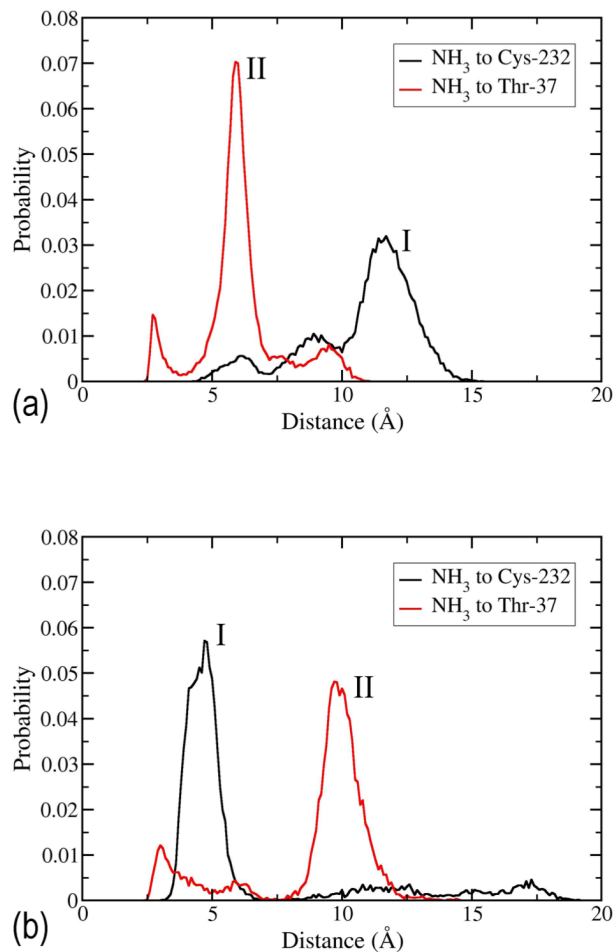 0.08
0.07
0.06
0.05
0.04
0.03
0.02
0.01
0
Probability
II
I
NH3 to Cys-232
NH3 to Thr-37
0 5 10 15 20
Distance (Å)
(a)
0.08
0.07
0.06
0.05
0.04
0.03
0.02
0.01
0
Probability
I
II
NH3 to Cys-232
NH3 to Thr-37
0 5 10 15 20
Distance (Å)
(b)